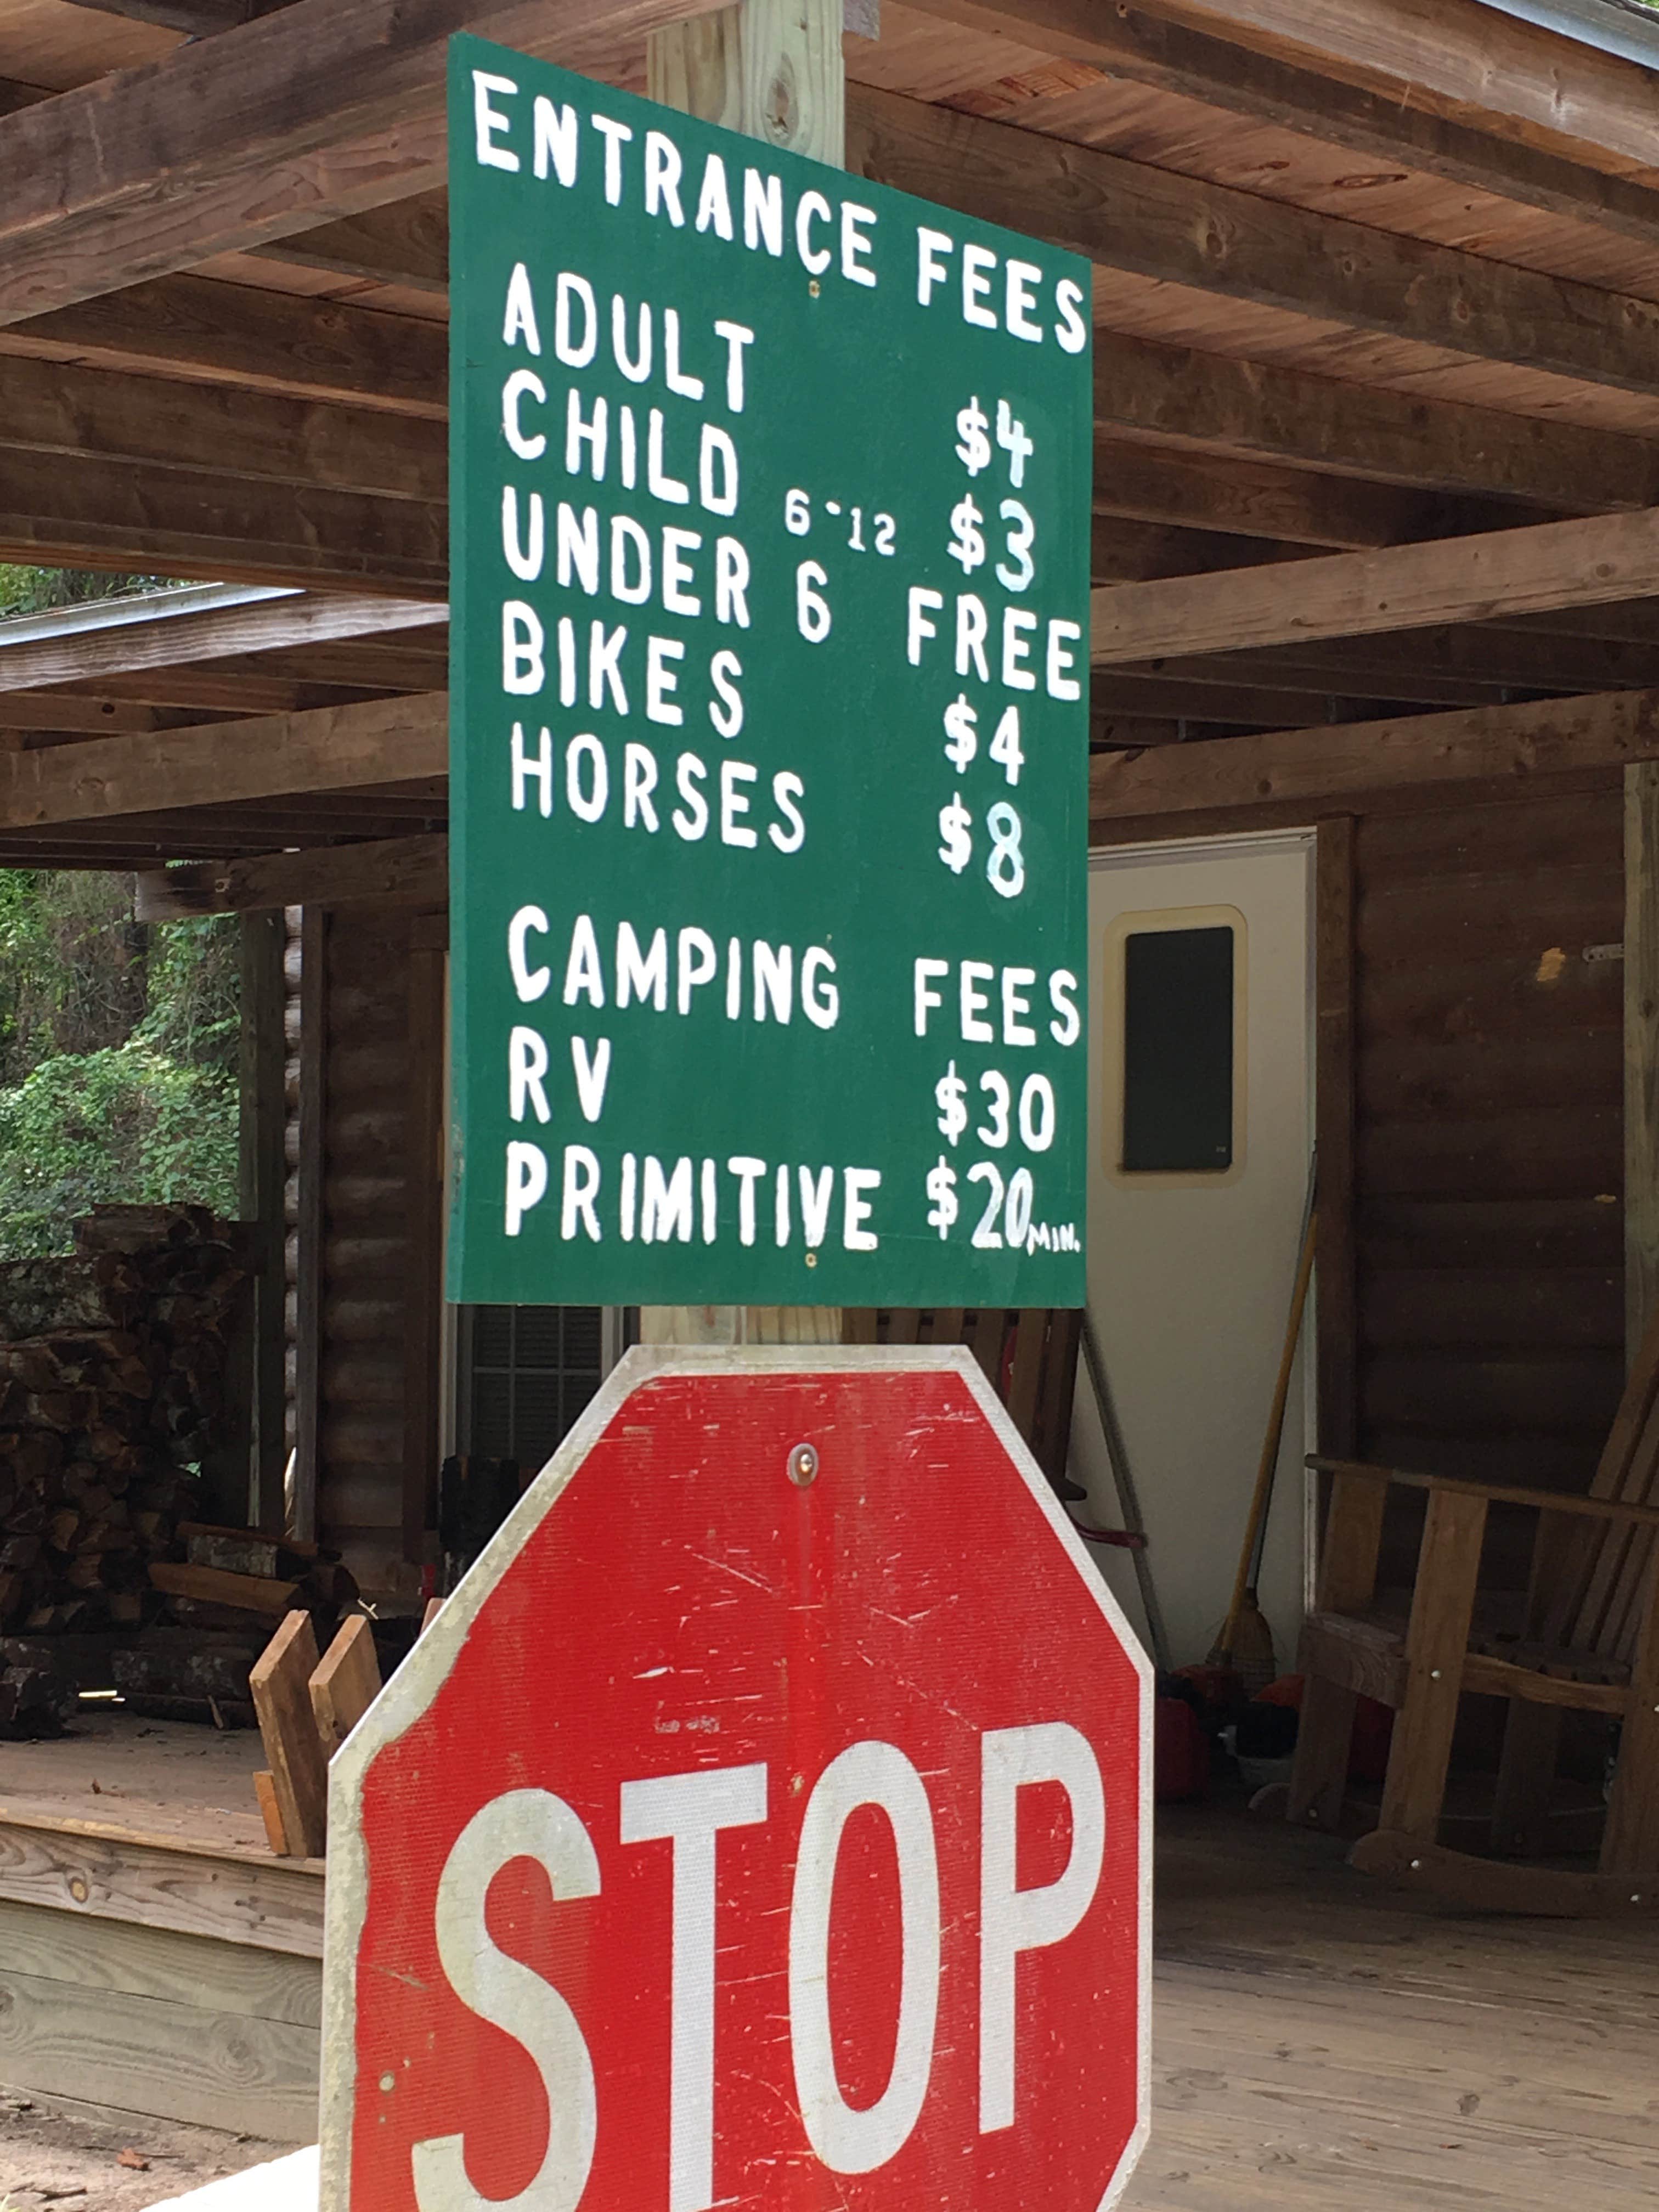 ENTRANCE FEES
ADULT $4
CHILD 6-12 $3
UNDER 6 FREE
BIKES $4
HORSES $8
CAMPING FEES
RV $30
PRIMITIVE $20 MIN.
STOP